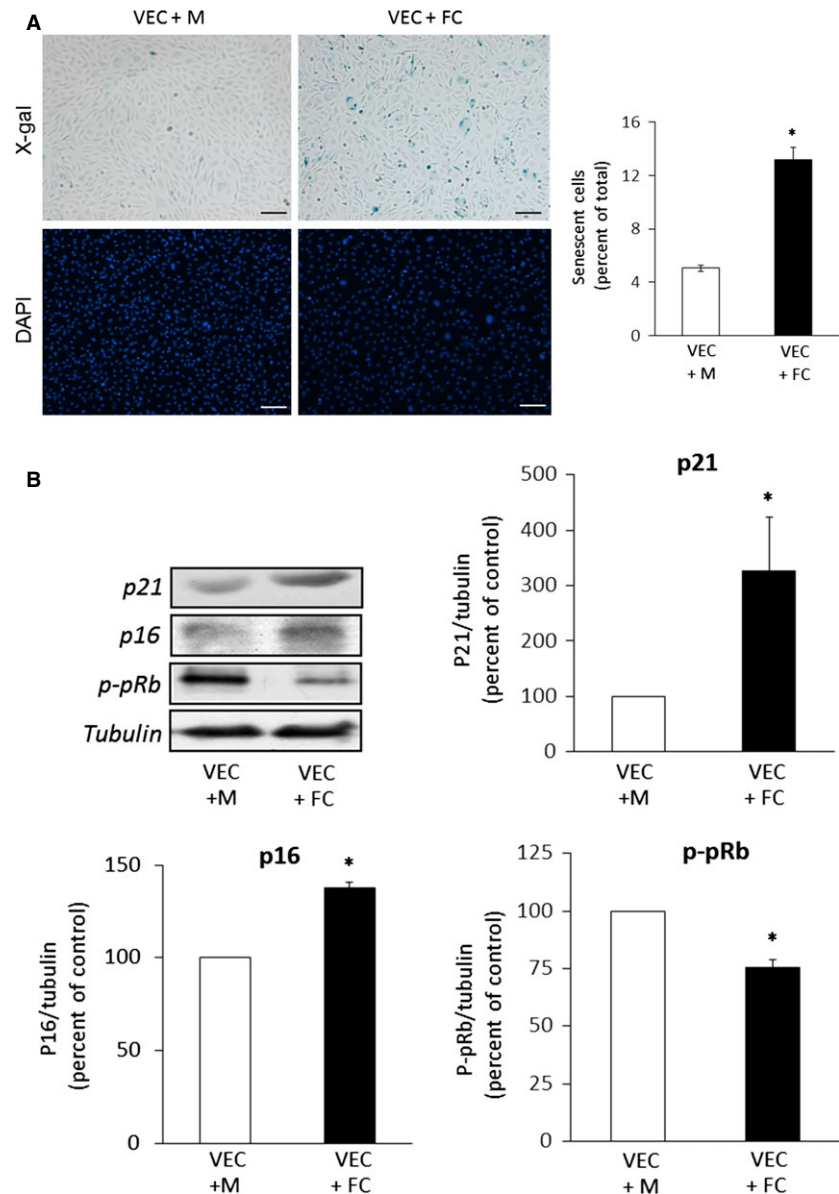 A
VEC + M
VEC + FC
X-gal
DAPI
Senescent cells
(percent of total)
16
12
8
4
0
*
VEC
+ M
VEC
+ FC
B
p21
p16
p-pRb
Tubulin
VEC
+M
VEC
+ FC
p21
P21/tubulin
(percent of control)
500
400
300
200
100
0
*
VEC
+M
VEC
+ FC
p16
P16/tubulin
(percent of control)
150
100
50
0
*
VEC
+M
VEC
+ FC
p-pRb
P-pRb/tubulin
(percent of control)
125
100
75
50
25
0
*
VEC
+ M
VEC
+ FC